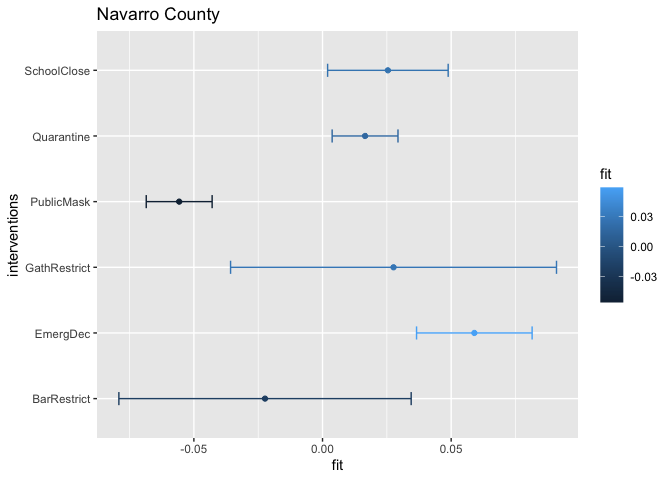 Navarro County
SchoolClose
Quarantine
PublicMask
GathRestrict
EmergDec
BarRestrict
interventions
-0.05
0.00
0.05
fit
fit
0.03
0.00
-0.03